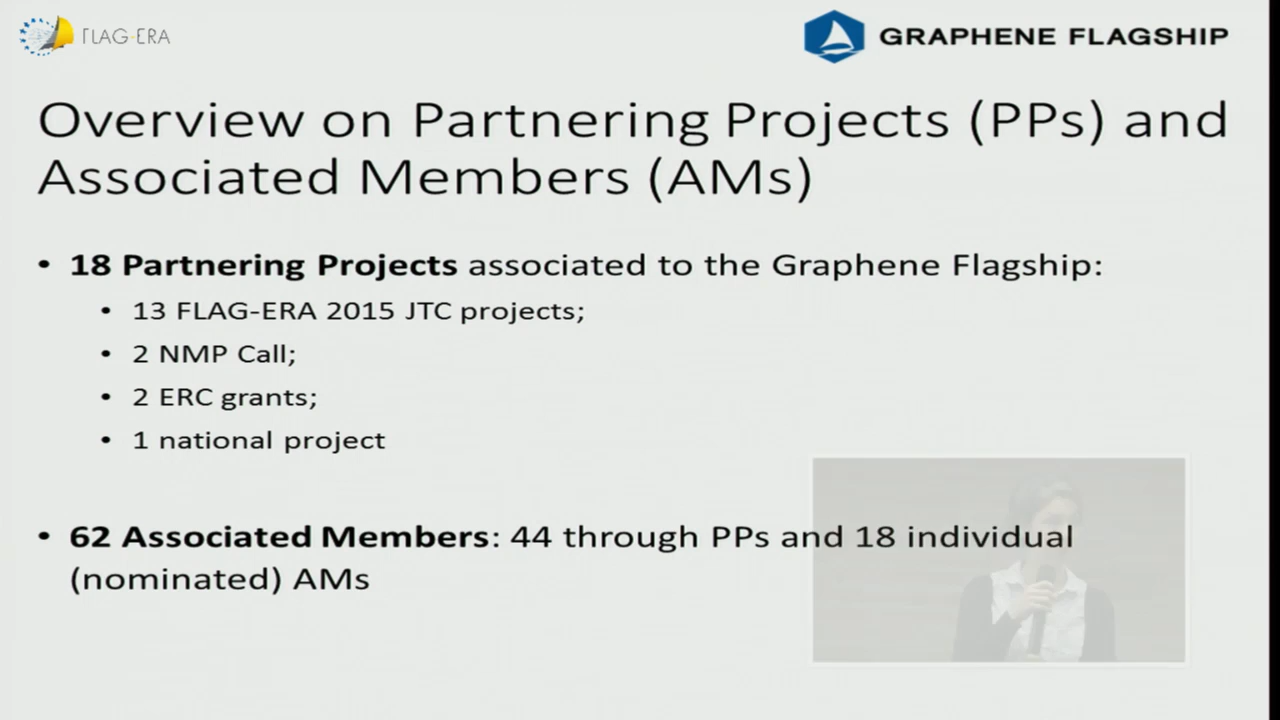 FLAG-ERA
GRAPHENE FLAGSHIP
Overview on Partnering Projects (PPs) and
Associated Members (AMs)
• 18 Partnering Projects associated to the Graphene Flagship:
• 13 FLAG-ERA 2015 JTC projects;
• 2 NMP Call;
• 2 ERC grants;
• 1 national project
• 62 Associated Members: 44 through PPs and 18 individual
(nominated) AMs